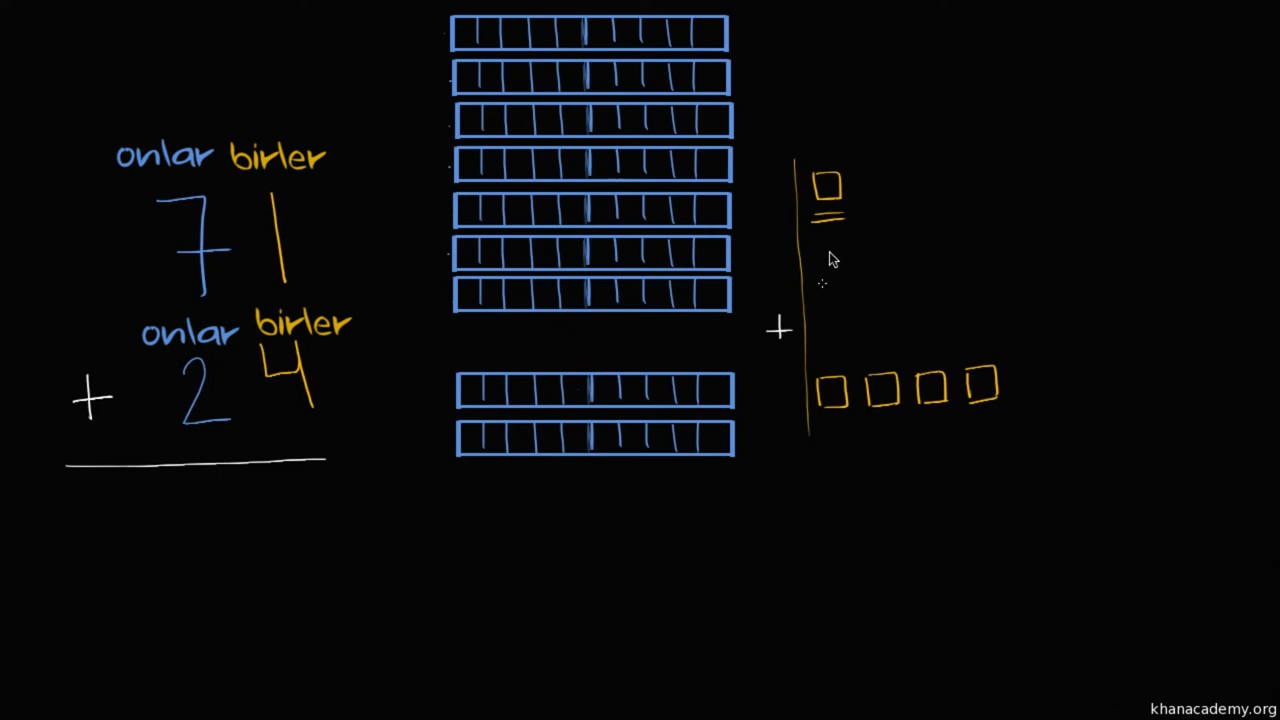 onlar birler
7 1
onlar birler
+ 2 4
+
khanacademy.org